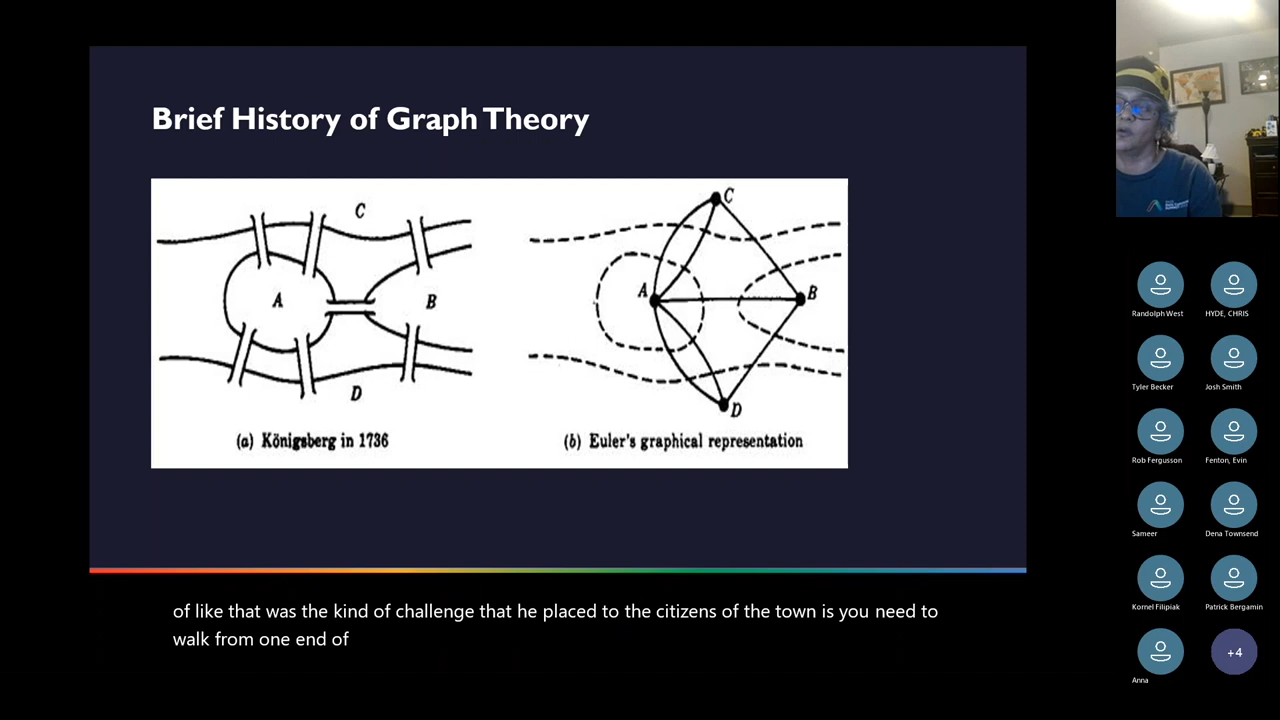 Brief History of Graph Theory
C
A
B
D
(a) Königsberg in 1736
C
A
B
D
(b) Euler's graphical representation
of like that was the kind of challenge that he placed to the citizens of the town is you need to
walk from one end of
Randolph West
HYDE, CHRIS
Tyler Becker
Josh Smith
Rob Fergusson
Fenton, Evin
Sameer
Dena Townsend
Kornel Filipiak
Patrick Bergamin
Anna
+4